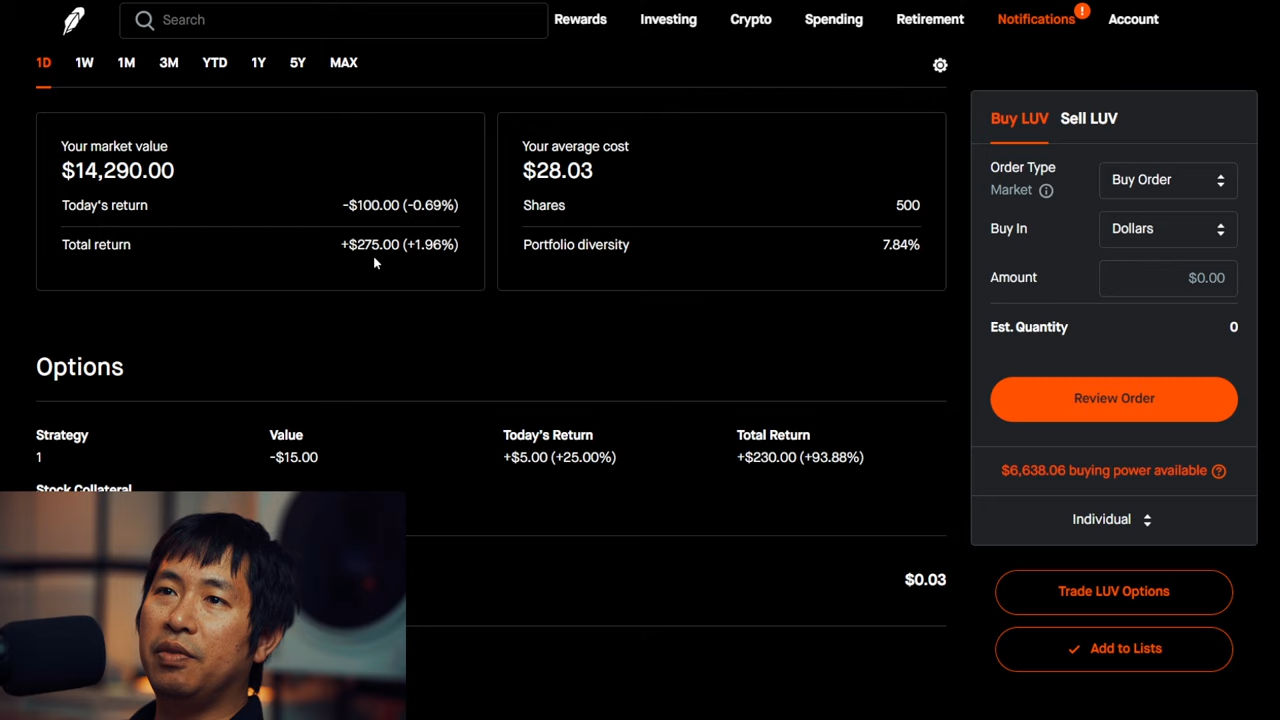 Search
Rewards
Investing
Crypto
Spending
Retirement
Notifications
!
Account
1D
1W
1M
3M
YTD
1Y
5Y
MAX
Your market value
$14,290.00
Today's return
-$100.00 (-0.69%)
Total return
+$275.00 (+1.96%)
Your average cost
$28.03
Shares
500
Portfolio diversity
7.84%
Options
Strategy
Value
Today's Return
Total Return
1
-$15.00
+$5.00 (+25.00%)
+$230.00 (+93.88%)
Stock Collateral
$0.03
Buy LUV
Sell LUV
Order Type
Market
Buy Order
Buy In
Dollars
Amount
$0.00
Est. Quantity
0
Review Order
$6,638.06 buying power available
Individual
Trade LUV Options
Add to Lists